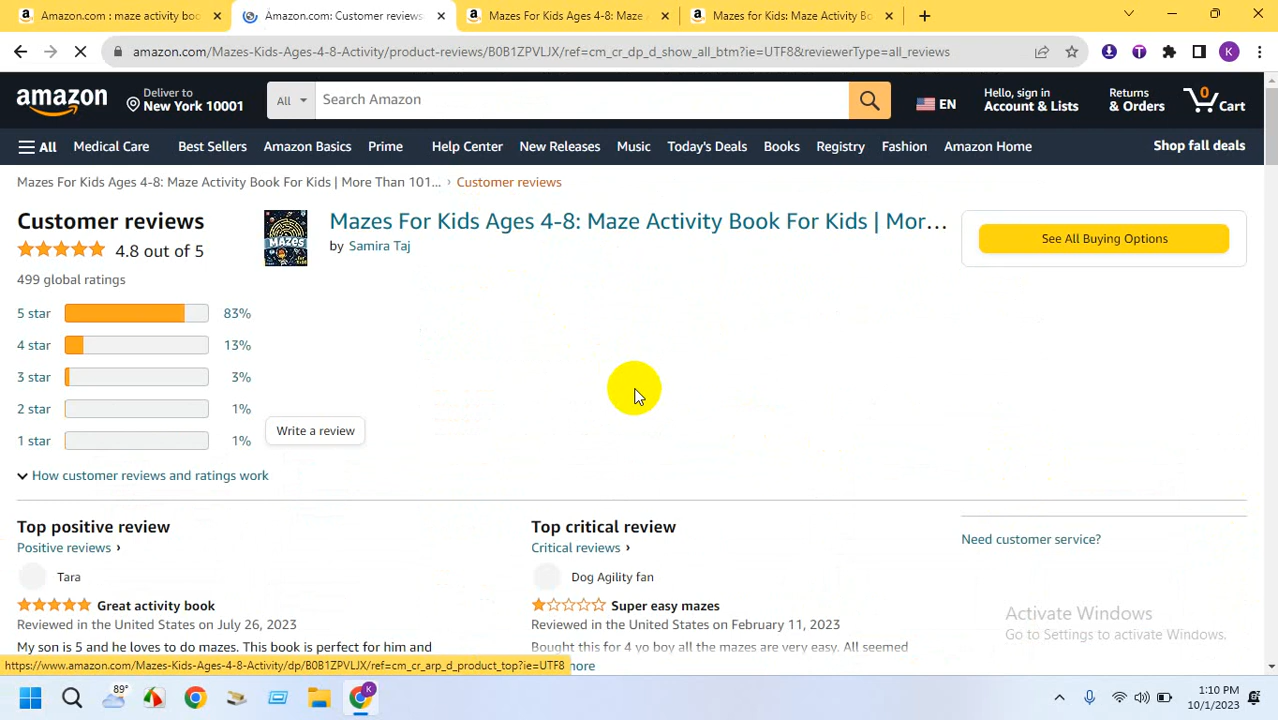 Amazon.com : maze activity boo
Amazon.com: Customer reviews
Mazes For Kids Ages 4-8: Maze
Mazes for kids: Maze Activity Bo
amazon.com/Mazes-Kids-Ages-4-8-Activity/product-reviews/B0B1ZPVLJX/ref=cm_cr_dp_d_show_all_btm?ie=UTF8&reviewerType=all_reviews
K
amazon
Deliver to
New York 10001
All
Search Amazon
EN
Hello, sign in
Account & Lists
Returns
& Orders
0
Cart
All
Medical Care
Best Sellers
Amazon Basics
Prime
Help Center
New Releases
Music
Today's Deals
Books
Registry
Fashion
Amazon Home
Shop fall deals
Mazes For Kids Ages 4-8: Maze Activity Book For Kids | More Than 101... › Customer reviews
Customer reviews
4.8 out of 5
499 global ratings
5 star 83%
4 star 13%
3 star 3%
2 star 1%
1 star 1%
How customer reviews and ratings work
MAZES
Mazes For Kids Ages 4-8: Maze Activity Book For Kids | Mor...
by Samira Taj
Write a review
See All Buying Options
Top positive review
Positive reviews ›
Tara
Great activity book
Reviewed in the United States on July 26, 2023
My son is 5 and he loves to do mazes. This book is perfect for him and
Top critical review
Critical reviews ›
Dog Agility fan
Super easy mazes
Reviewed in the United States on February 11, 2023
Bought this for 4 yo boy all the mazes are very easy. All seemed
more
Need customer service?
Activate Windows
Go to Settings to activate Windows.
https://www.amazon.com/Mazes-Kids-Ages-4-8-Activity/dp/B0B1ZPVLJX/ref=cm_cr_arp_d_product_top?ie=UTF8
89°
K
1:10 PM
10/1/2023